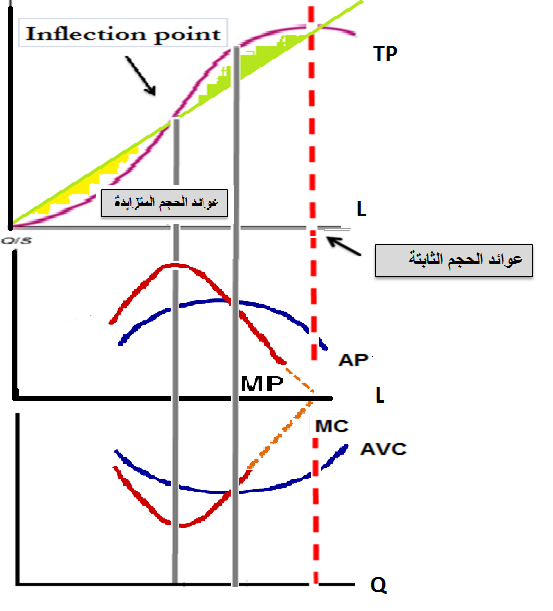 Inflection point
TP
عوائد الحجم المتزايدة
L
Q/S
عوائد الحجم الثابتة
AP
MP
L
MC
AVC
Q